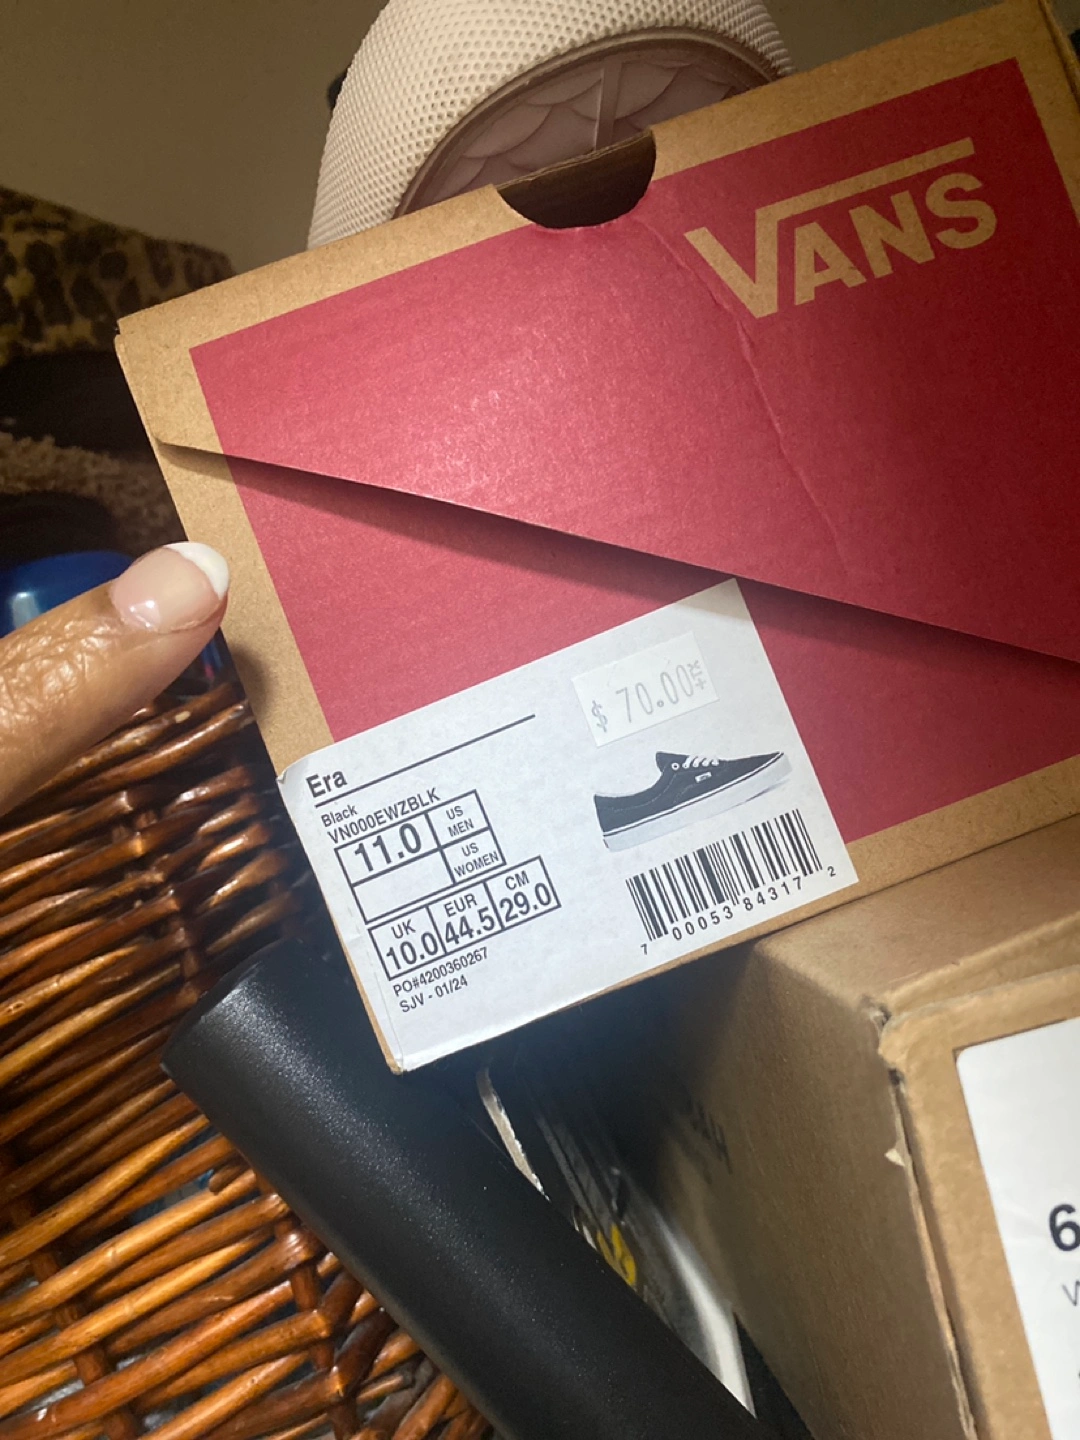 VANS
$ 70.00
Era
Black
VN000EWZBLK
11.0 US MEN
US WOMEN
UK EUR CM
10.0 44.5 29.0
PO#4200360267
SJV - 01/24
7 00053 84317 2
6